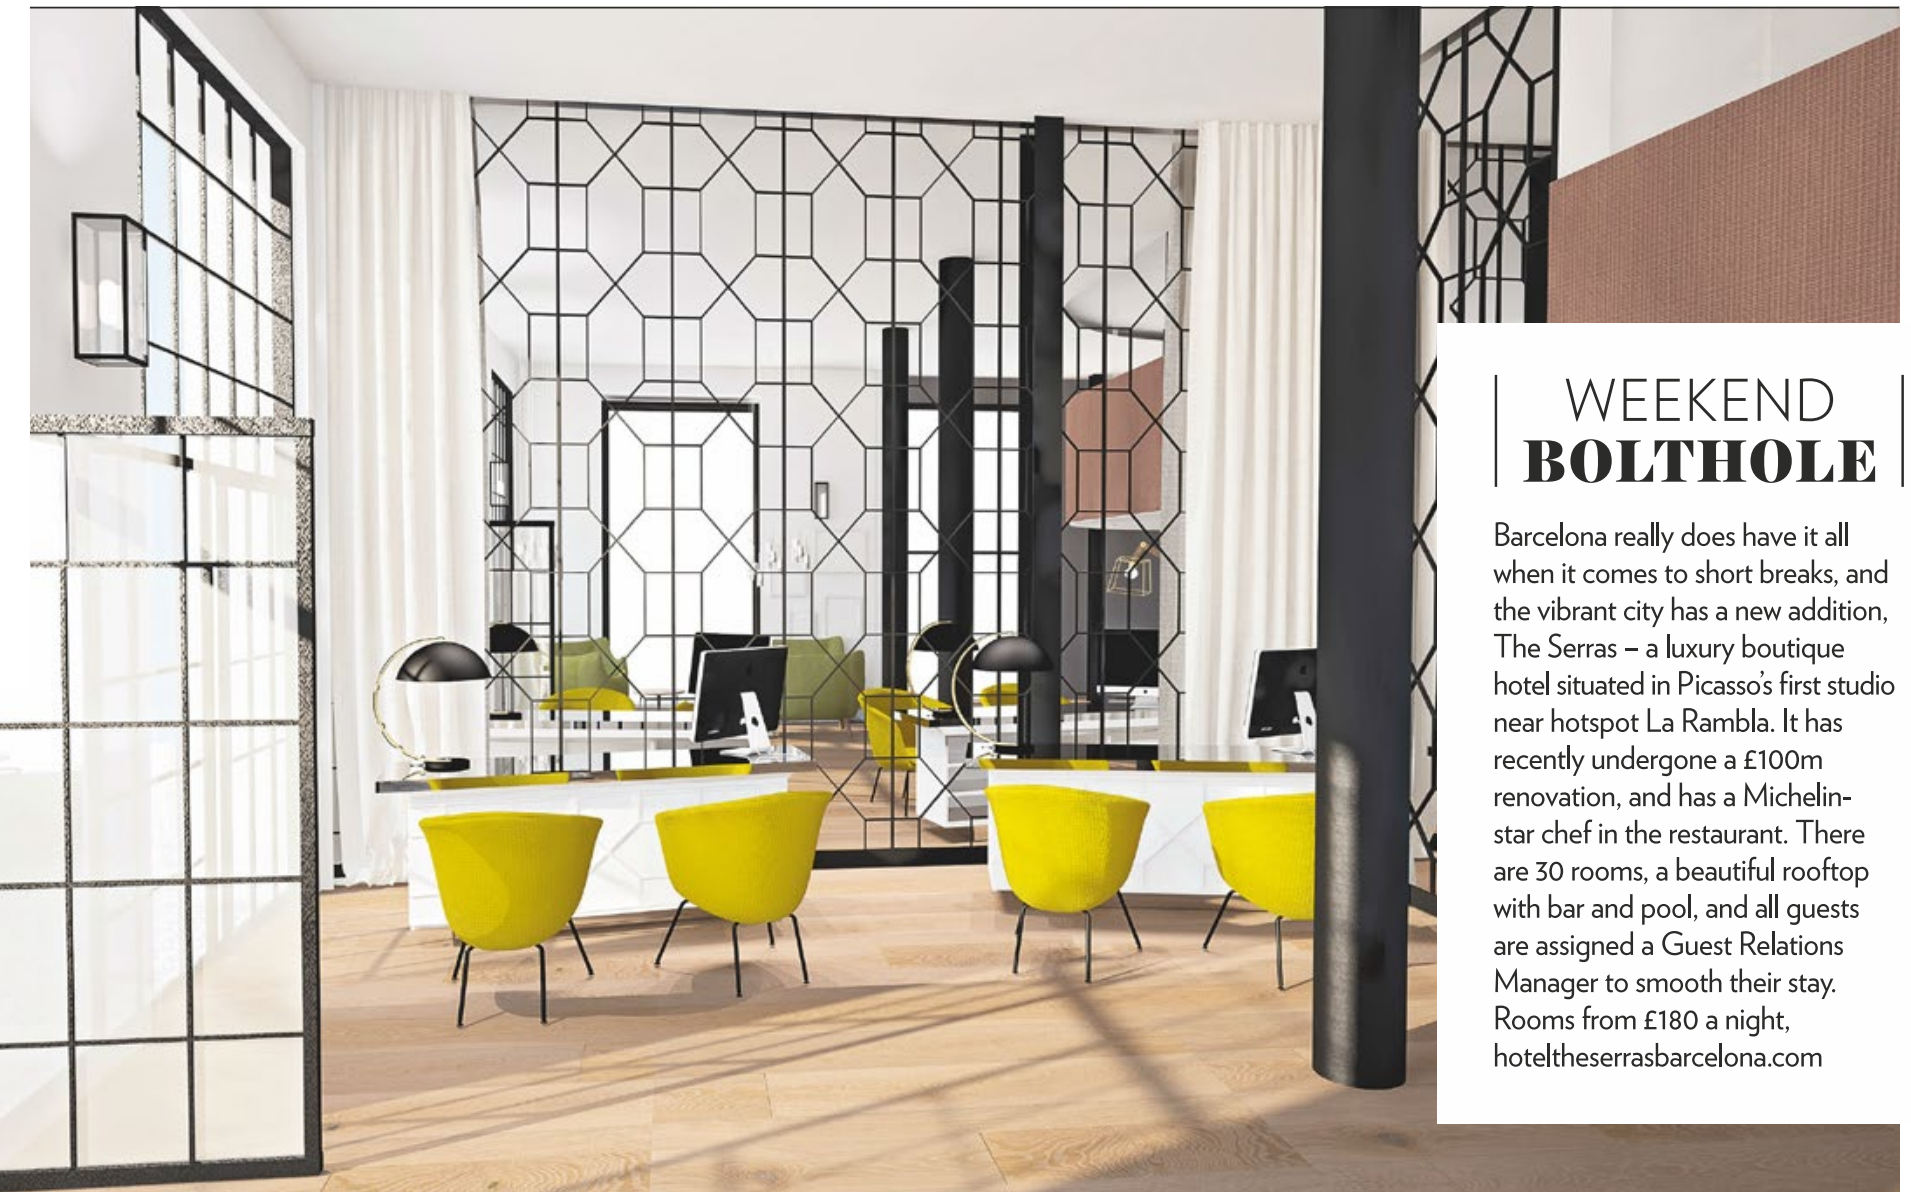 WEEKEND
BOLTHOLE
Barcelona really does have it all
when it comes to short breaks, and
the vibrant city has a new addition,
The Serras – a luxury boutique
hotel situated in Picasso's first studio
near hotspot La Rambla. It has
recently undergone a £100m
renovation, and has a Michelin-
star chef in the restaurant. There
are 30 rooms, a beautiful rooftop
with bar and pool, and all guests
are assigned a Guest Relations
Manager to smooth their stay.
Rooms from £180 a night,
hoteltheserrasbarcelona.com